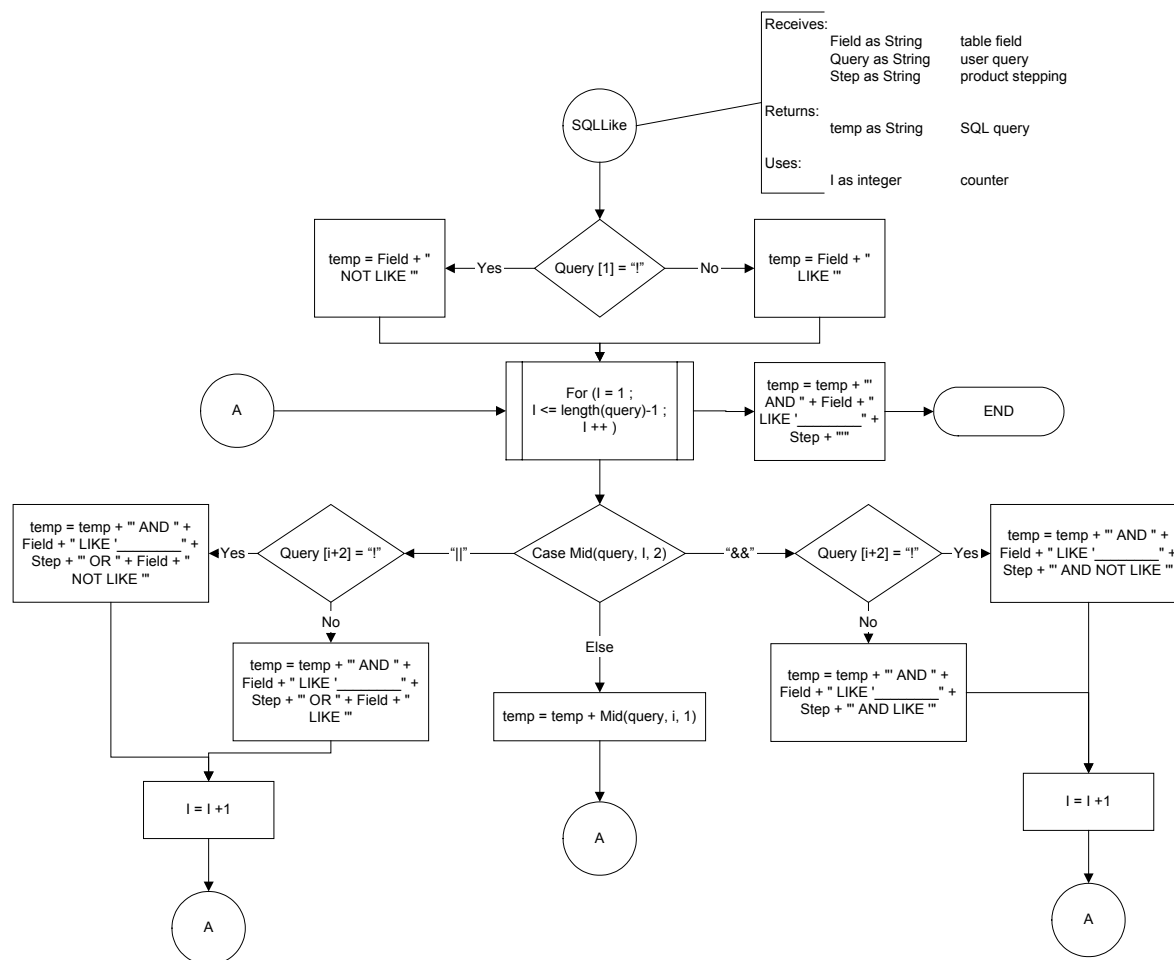 Receives:
Field as String table field
Query as String user query
Step as String product stepping
Returns:
temp as String SQL query
Uses:
I as integer counter
SQLLike
temp = Field + "
NOT LIKE '"
Yes
Query [1] = “!”
No
temp = Field + "
LIKE '"
A
For (I = 1 ;
I <= length(query)-1 ;
I ++ )
temp = temp + "'
AND " + Field + "
LIKE '_________" +
Step + "'"
END
temp = temp + "' AND " +
Field + " LIKE '_________" +
Step + "' OR " + Field + "
NOT LIKE '"
Yes
Query [i+2] = “!”
“||”
Case Mid(query, I, 2)
“&&”
Query [i+2] = “!”
Yes
temp = temp + "' AND " +
Field + " LIKE '_________" +
Step + "' AND NOT LIKE '"
No
Else
No
temp = temp + "' AND " +
Field + " LIKE '_________" +
Step + "' OR " + Field + "
LIKE '"
temp = temp + Mid(query, i, 1)
temp = temp + "' AND " +
Field + " LIKE '_________" +
Step + "' AND LIKE '"
I = I +1
A
I = I +1
A
A